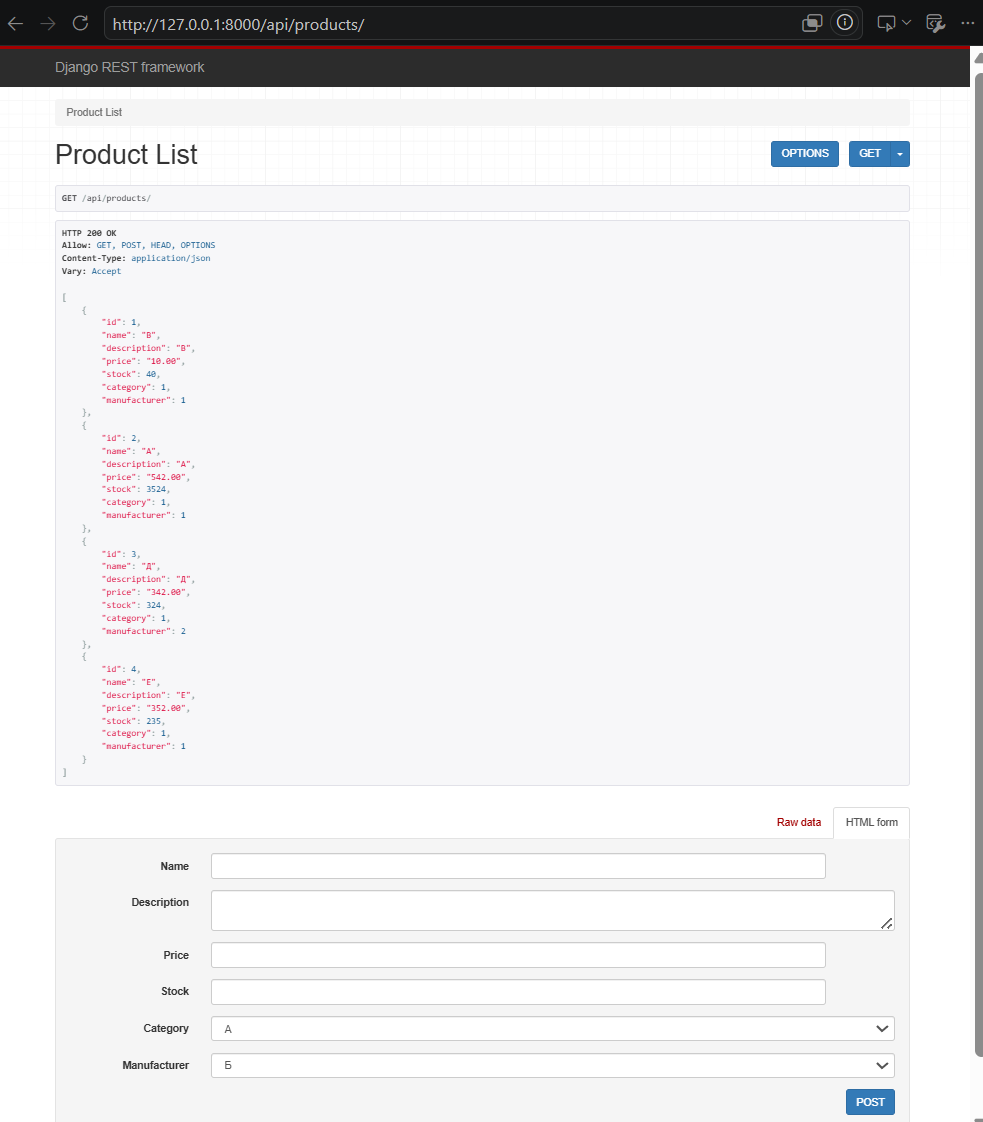 http://127.0.0.1:8000/api/products/
Django REST framework
Product List
Product List
OPTIONS GET
GET /api/products/
HTTP 200 OK
Allow: GET, POST, HEAD, OPTIONS
Content-Type: application/json
Vary: Accept
[
{
"id": 1,
"name": "В",
"description": "В",
"price": "10.00",
"stock": 40,
"category": 1,
"manufacturer": 1
},
{
"id": 2,
"name": "А",
"description": "А",
"price": "542.00",
"stock": 3524,
"category": 1,
"manufacturer": 1
},
{
"id": 3,
"name": "Д",
"description": "Д",
"price": "342.00",
"stock": 324,
"category": 1,
"manufacturer": 2
},
{
"id": 4,
"name": "Е",
"description": "Е",
"price": "352.00",
"stock": 235,
"category": 1,
"manufacturer": 1
}
]
Raw data HTML form
Name
Description
Price
Stock
Category А
Manufacturer Б
POST